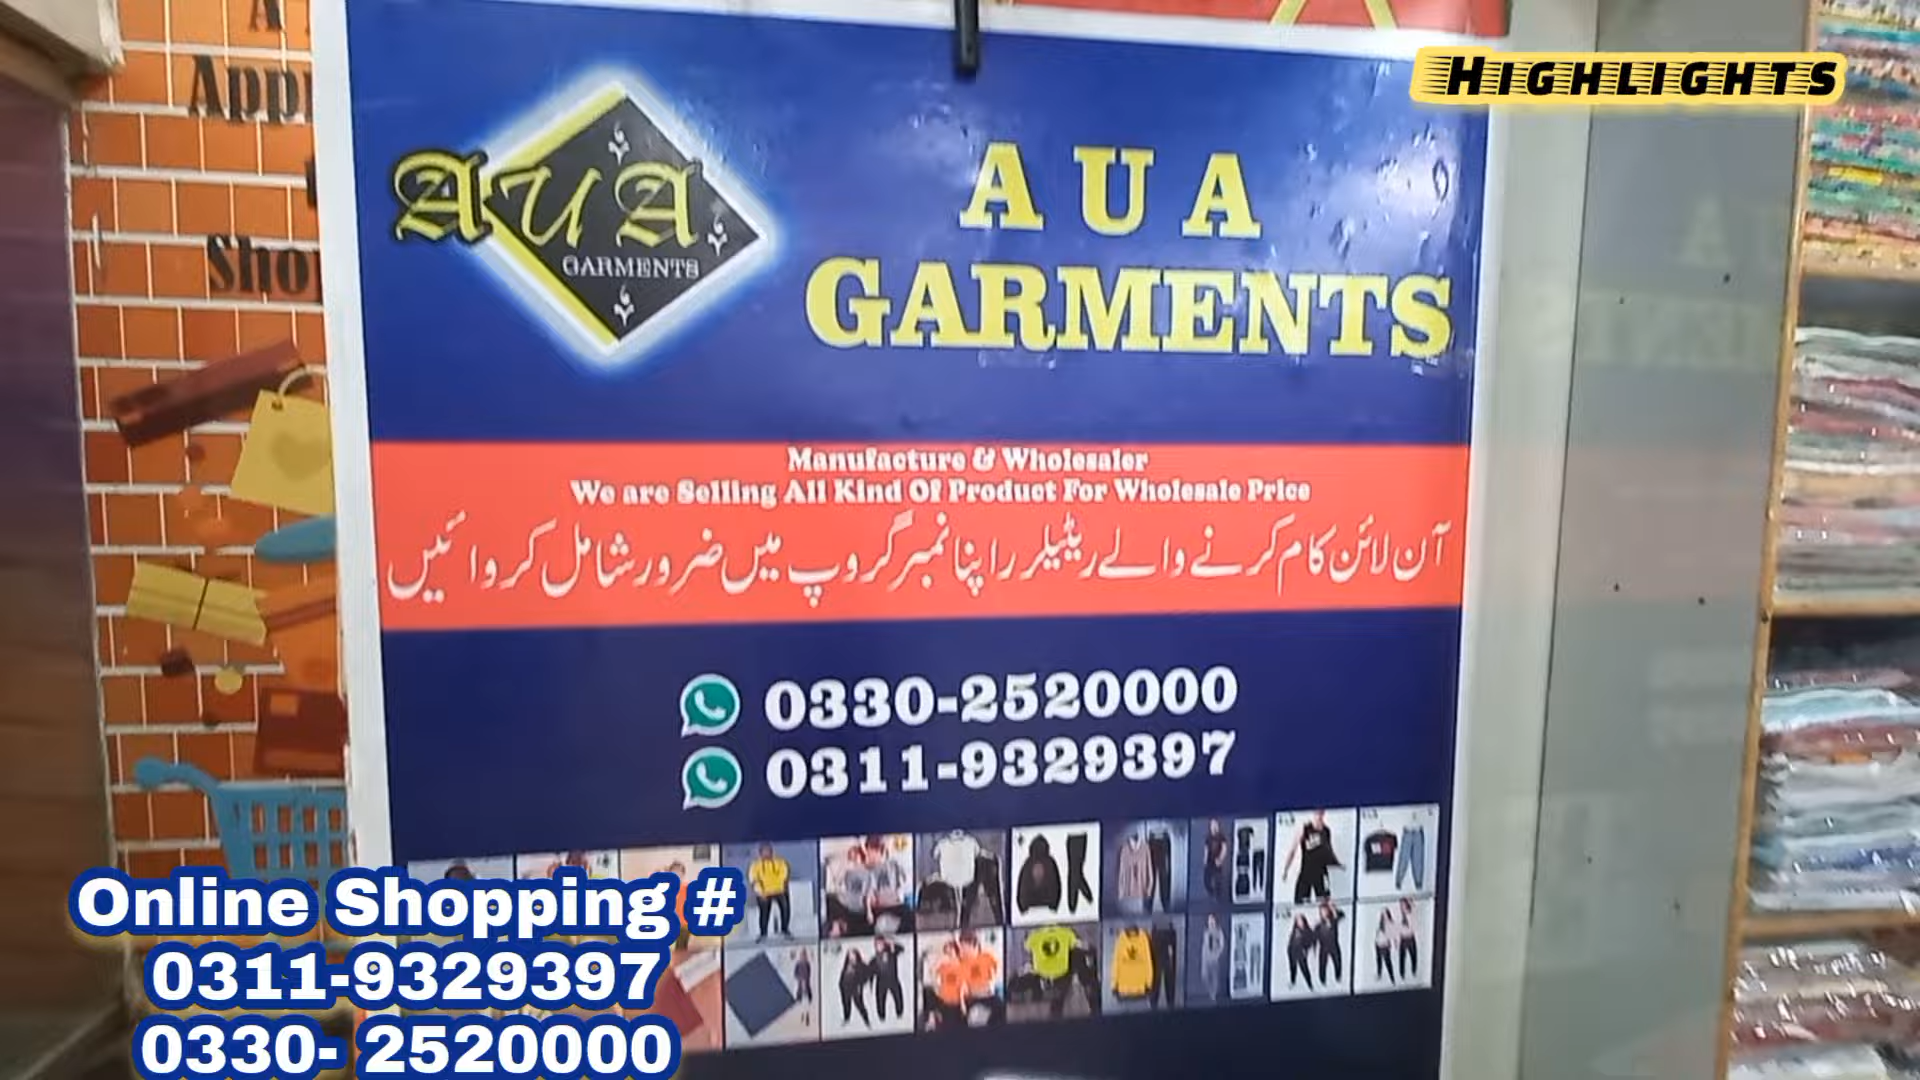 HIGHLIGHTS
AUA
GARMENTS
A U A
GARMENTS
Manufacture & Wholesaler
We are Selling All Kind Of Product For Wholesale Price
آن لائن کام کرنے والے ریٹیلر اپنا نمبر گروپ میں ضرور شامل کروائیں
0330-2520000
0311-9329397
Online Shopping #
0311-9329397
0330- 2520000